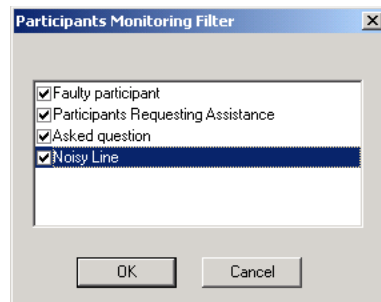 Participants Monitoring Filter
Faulty participant
Participants Requesting Assistance
Asked question
Noisy Line
OK Cancel